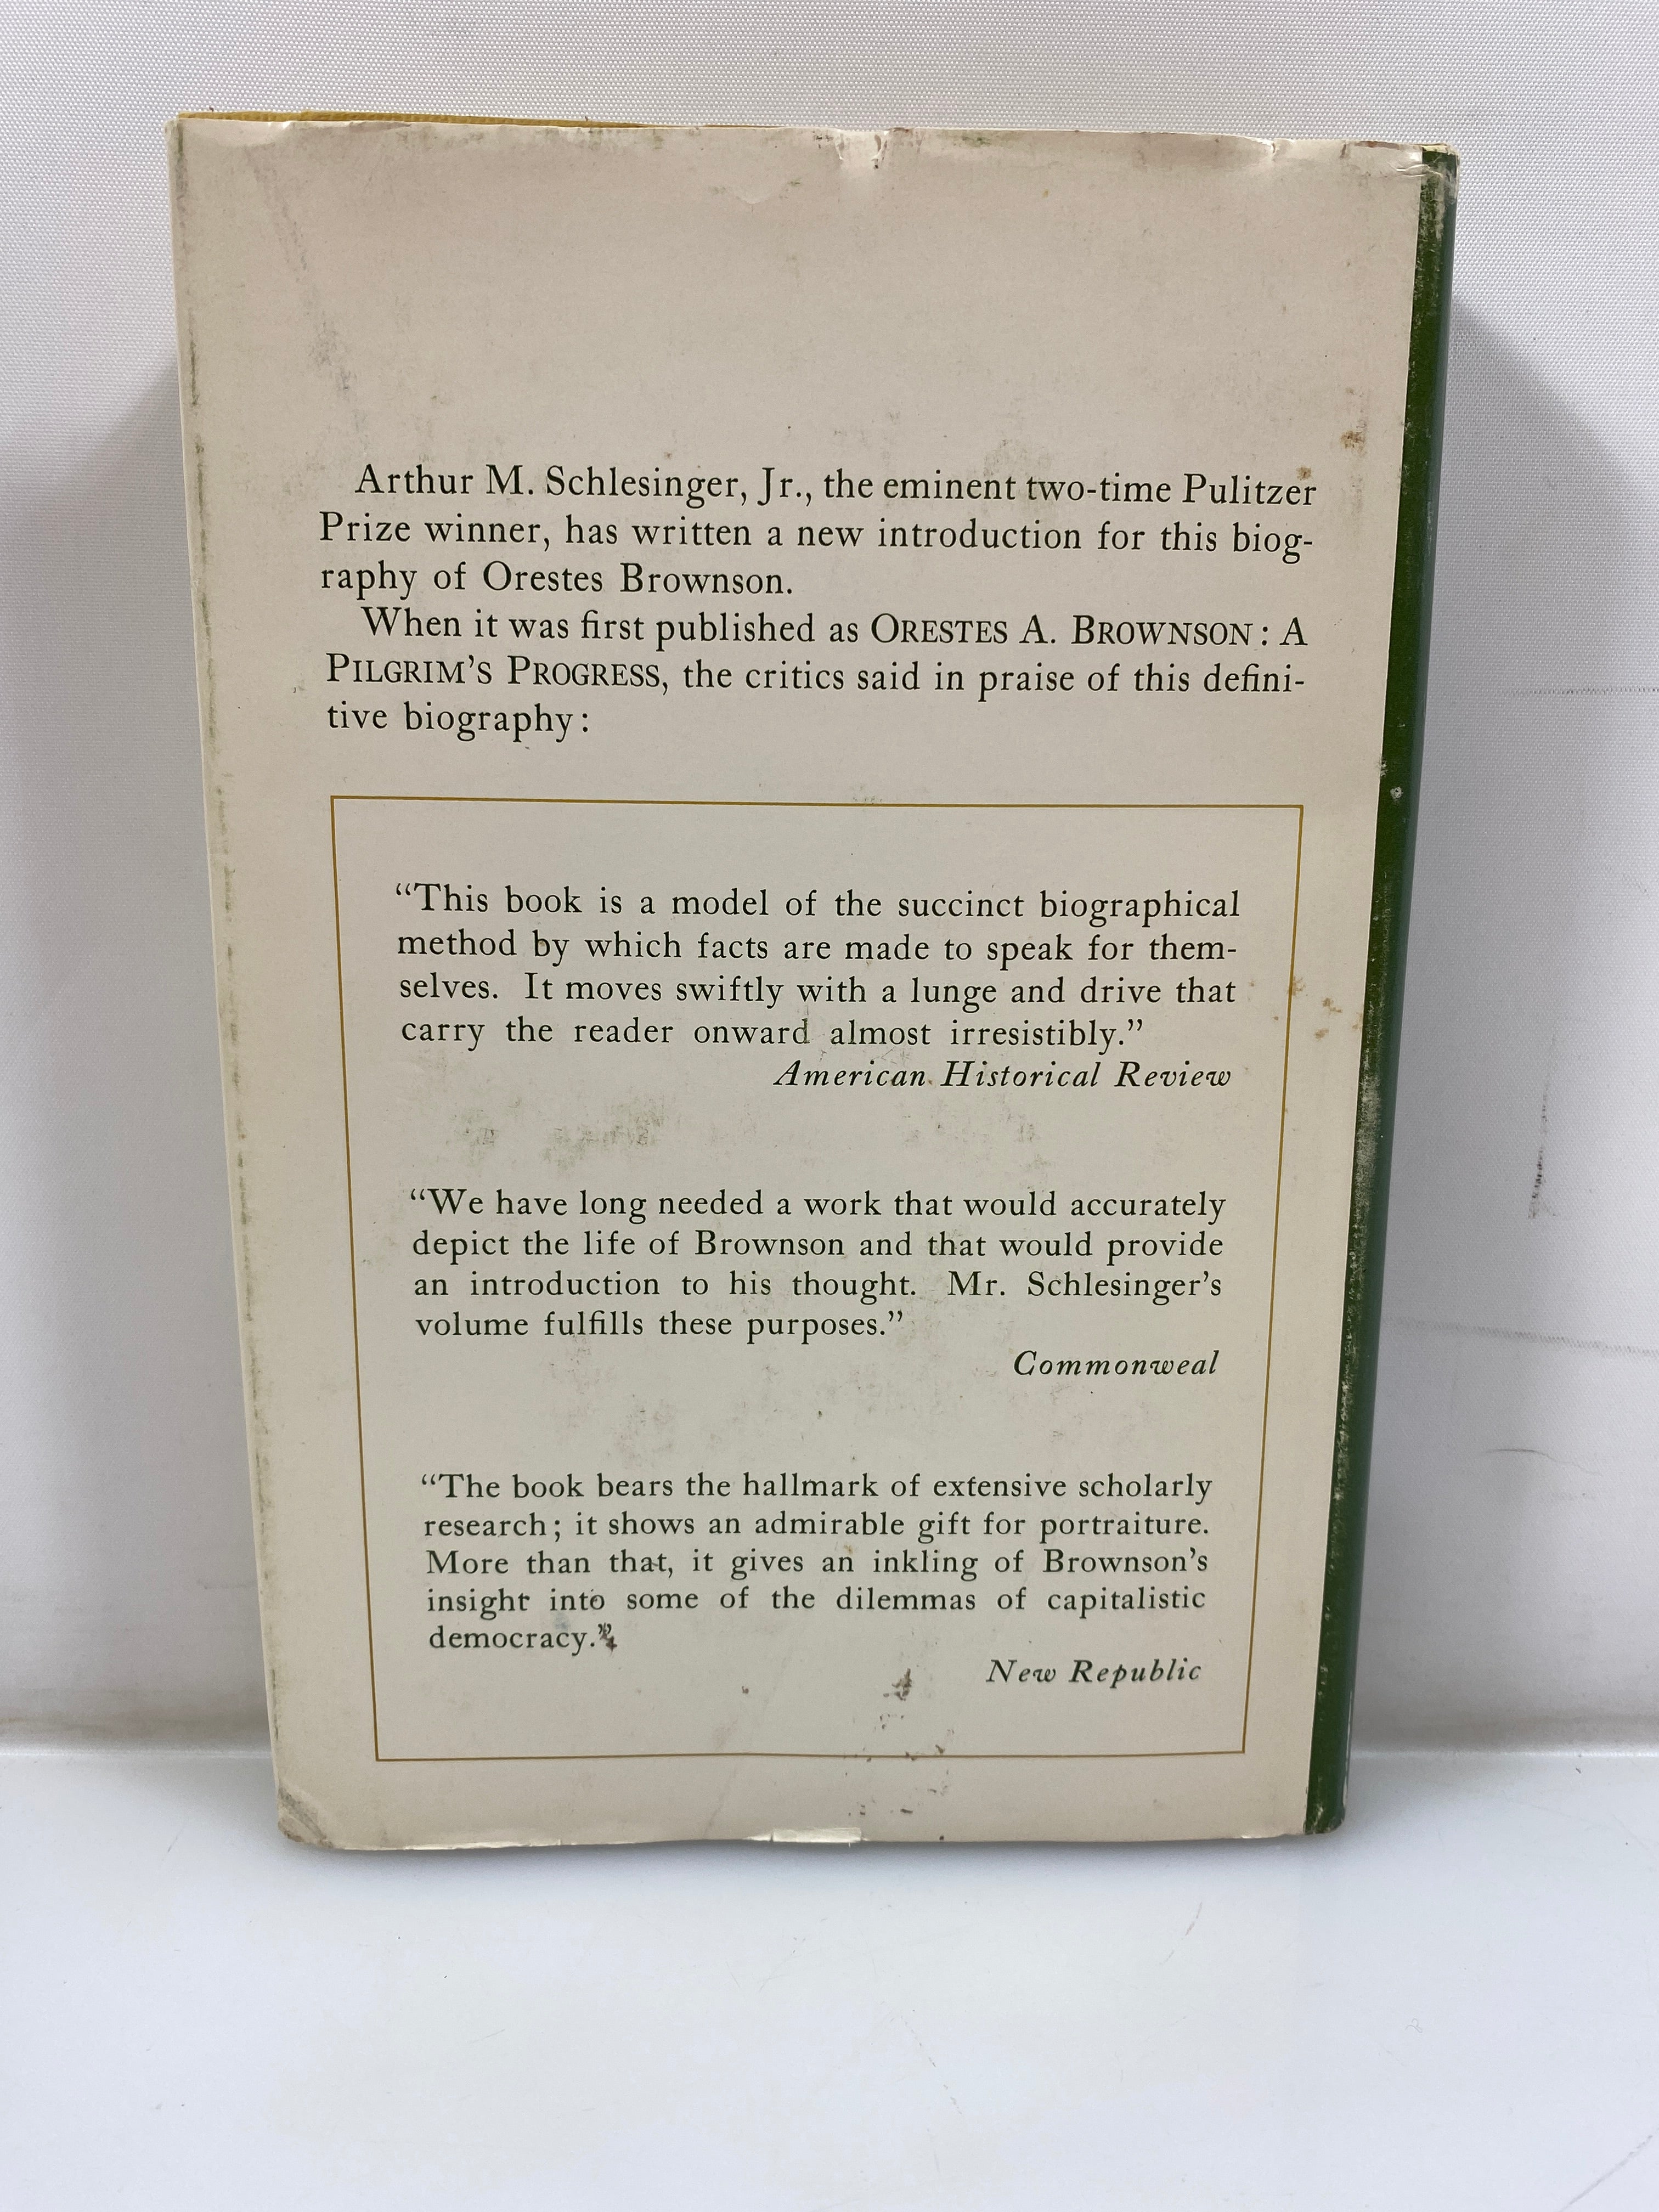 Arthur M. Schlesinger, Jr., the eminent two-time Pulitzer
Prize winner, has written a new introduction for this biog-
raphy of Orestes Brownson.
When it was first published as ORESTES A. BROWNSON: A
PILGRIM’S PROGRESS, the critics said in praise of this defini-
tive biography:
“This book is a model of the succinct biographical
method by which facts are made to speak for them-
selves. It moves swiftly with a lunge and drive that
carry the reader onward almost irresistibly.”
American Historical Review
“We have long needed a work that would accurately
depict the life of Brownson and that would provide
an introduction to his thought. Mr. Schlesinger’s
volume fulfills these purposes.”
Commonweal
“The book bears the hallmark of extensive scholarly
research; it shows an admirable gift for portraiture.
More than that, it gives an inkling of Brownson’s
insight into some of the dilemmas of capitalistic
democracy.”
New Republic